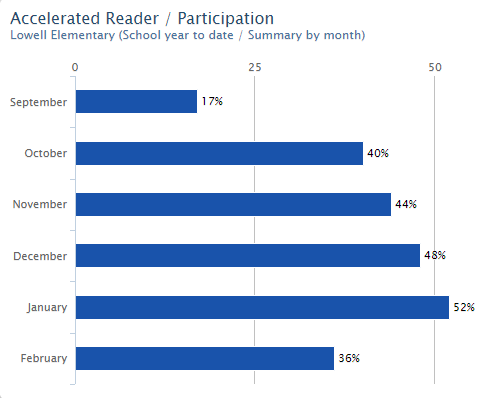 Accelerated Reader / Participation
Lowell Elementary (School year to date / Summary by month)
0 25 50
September 17%
October 40%
November 44%
December 48%
January 52%
February 36%